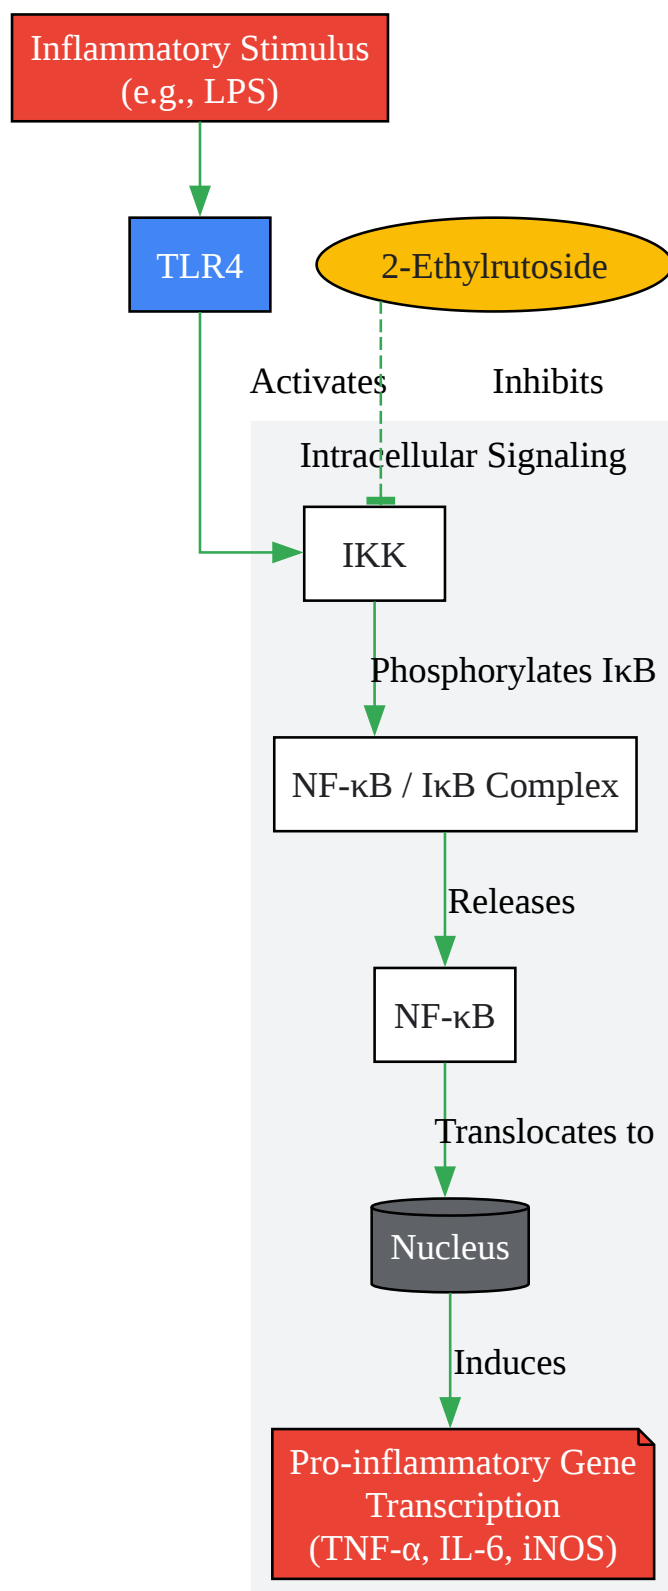 Inflammatory Stimulus
(e.g., LPS)
TLR4
2-Ethylrutoside
Activates
Inhibits
Intracellular Signaling
IKK
Phosphorylates IκB
NF-κB / IκB Complex
Releases
NF-κB
Translocates to
Nucleus
Induces
Pro-inflammatory Gene
Transcription
(TNF-α, IL-6, iNOS)